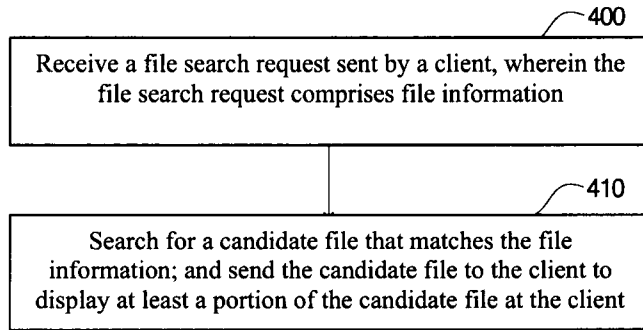 400
Receive a file search request sent by a client, wherein the
file search request comprises file information
410
Search for a candidate file that matches the file
information; and send the candidate file to the client to
display at least a portion of the candidate file at the client